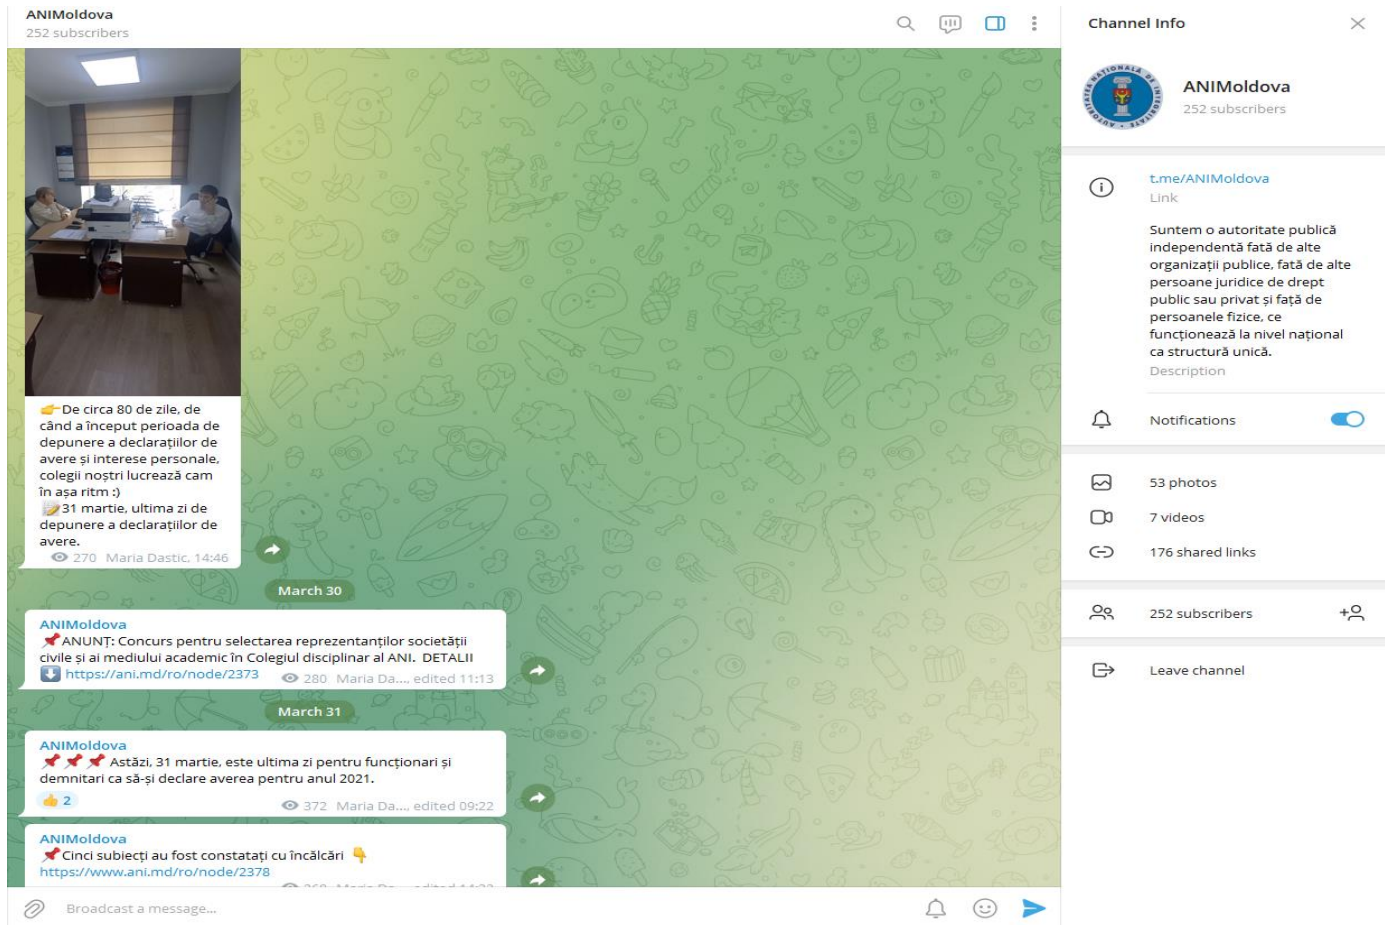 ANIMoldova
252 subscribers
👉De circa 80 de zile, de
când a început perioada de
depunere a declarațiilor de
avere și interese personale,
colegii noștri lucrează cam
în așa ritm :)
📝31 martie, ultima zi de
depunere a declarațiilor de
avere.
270 Maria Dastic, 14:46
March 30
ANIMoldova
📌ANUNȚ: Concurs pentru selectarea reprezentanților societății
civile și ai mediului academic în Colegiul disciplinar al ANI. DETALII
⬇️ https://ani.md/ro/node/2373 280 Maria Da..., edited 11:13
March 31
ANIMoldova
📌📌📌 Astăzi, 31 martie, este ultima zi pentru funcționari și
demnitari ca să-și declare averea pentru anul 2021.
👍 2 372 Maria Da..., edited 09:22
ANIMoldova
📌Cinci subiecți au fost constatați cu încălcări 👇
https://www.ani.md/ro/node/2378
Broadcast a message...
Channel Info
AUTORITATEA NAȚIONALĂ DE INTEGRITATE
ANIMoldova
252 subscribers
t.me/ANIMoldova
Link
Suntem o autoritate publică
independentă fată de alte
organizații publice, fată de alte
persoane juridice de drept
public sau privat și față de
persoanele fizice, ce
funcționează la nivel național
ca structură unică.
Description
Notifications
53 photos
7 videos
176 shared links
252 subscribers
Leave channel